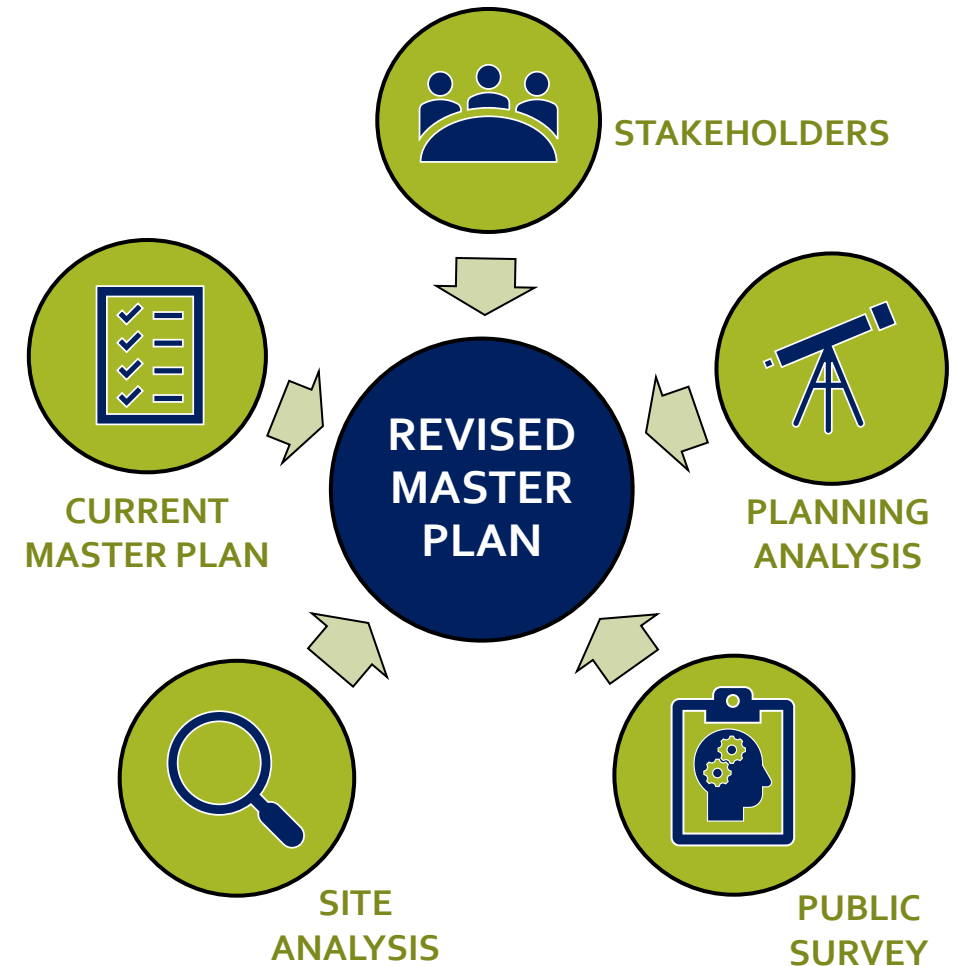 STAKEHOLDERS
REVISED
MASTER
PLAN
CURRENT
MASTER PLAN
PLANNING
ANALYSIS
SITE
ANALYSIS
PUBLIC
SURVEY